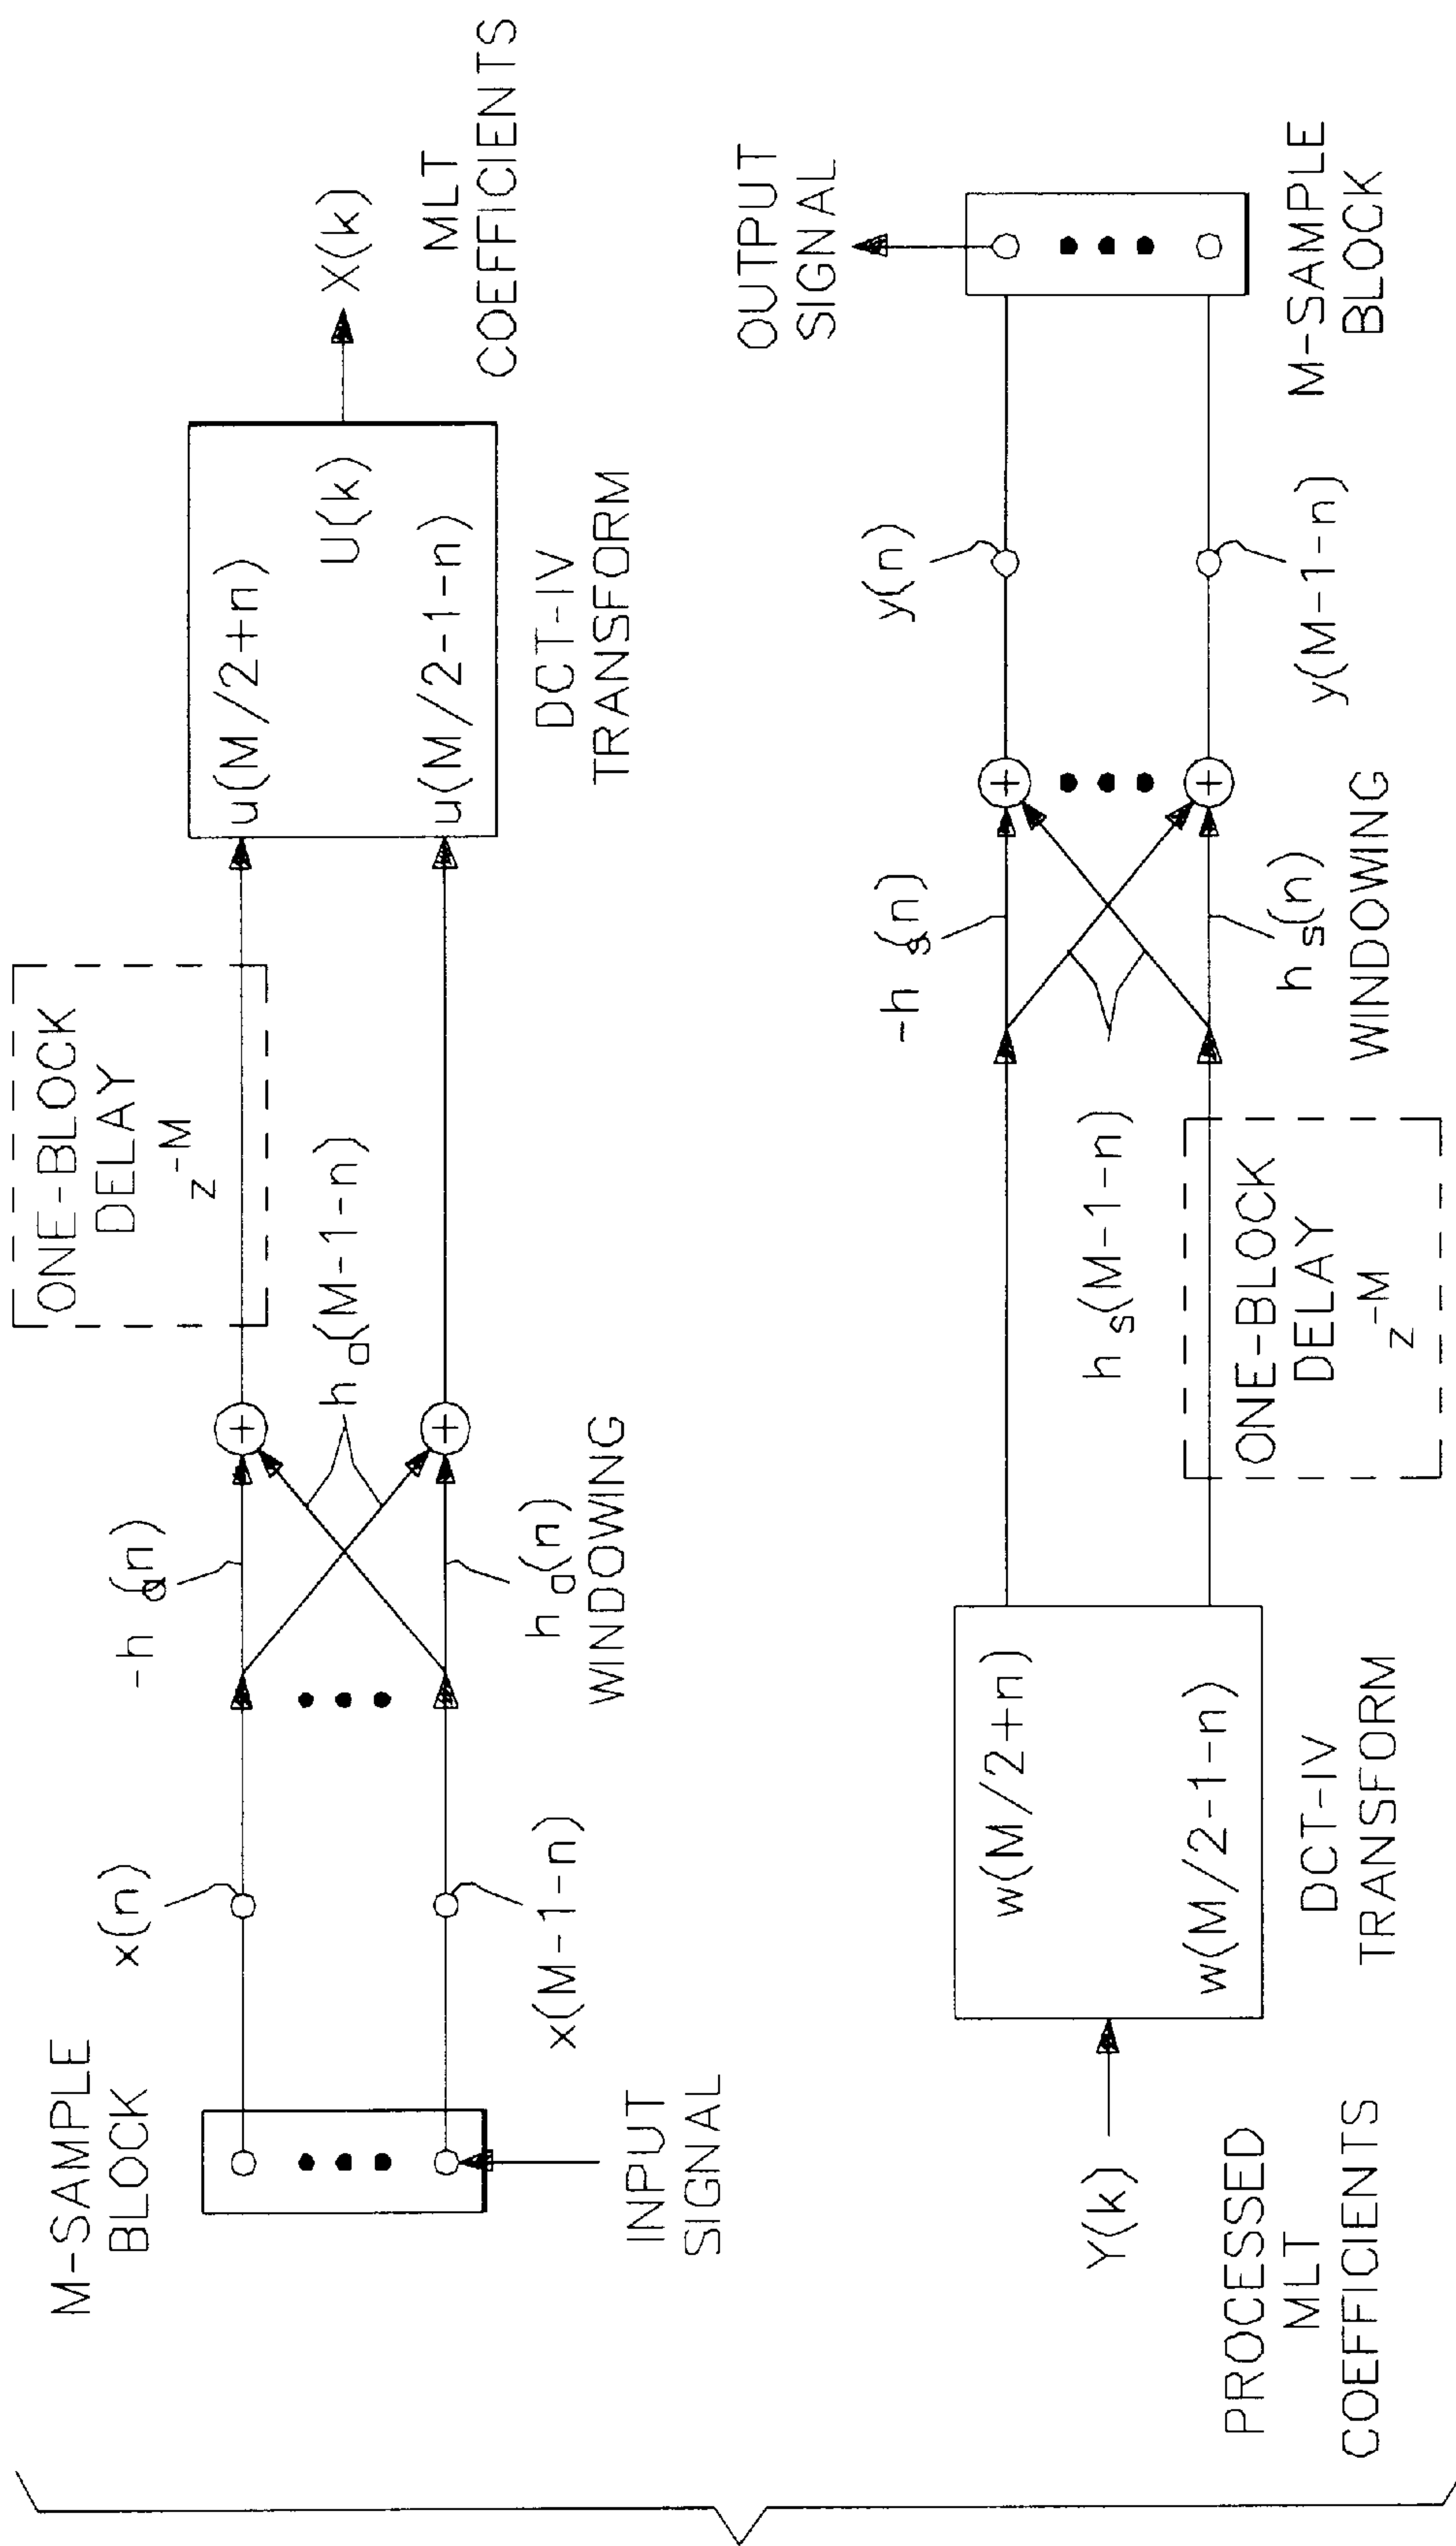 M-SAMPLE
BLOCK
x(n)
x(M-1-n)
INPUT
SIGNAL
-h a(n)
h a(M-1-n)
h a(n)
WINDOWING
ONE-BLOCK
DELAY
z-M
u(M/2+n)
U(k)
u(M/2-1-n)
DCT-IV
TRANSFORM
X(k)
MLT
COEFFICIENTS
Y(k)
PROCESSED
MLT
COEFFICIENTS
w(M/2+n)
w(M/2-1-n)
DCT-IV
TRANSFORM
h s(M-1-n)
ONE-BLOCK
DELAY
z-M
-h s(n)
h s(n)
WINDOWING
y(n)
y(M-1-n)
OUTPUT
SIGNAL
M-SAMPLE
BLOCK